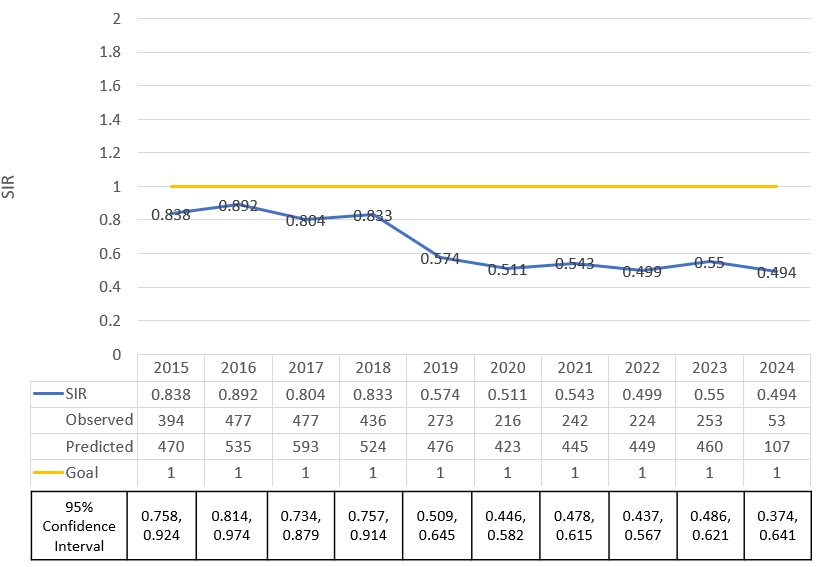 2
1.8
1.6
1.4
1.2
1
0.8
0.6
0.4
0.2
0
SIR
0.838 0.892 0.804 0.833 0.574 0.511 0.543 0.499 0.55 0.494
2015 2016 2017 2018 2019 2020 2021 2022 2023 2024
SIR 0.838 0.892 0.804 0.833 0.574 0.511 0.543 0.499 0.55 0.494
Observed 394 477 477 436 273 216 242 224 253 53
Predicted 470 535 593 524 476 423 445 449 460 107
Goal 1 1 1 1 1 1 1 1 1 1
95%
Confidence
Interval
0.758, 0.814, 0.734, 0.757, 0.509, 0.446, 0.478, 0.437, 0.486, 0.374,
0.924 0.974 0.879 0.914 0.645 0.582 0.615 0.567 0.621 0.641